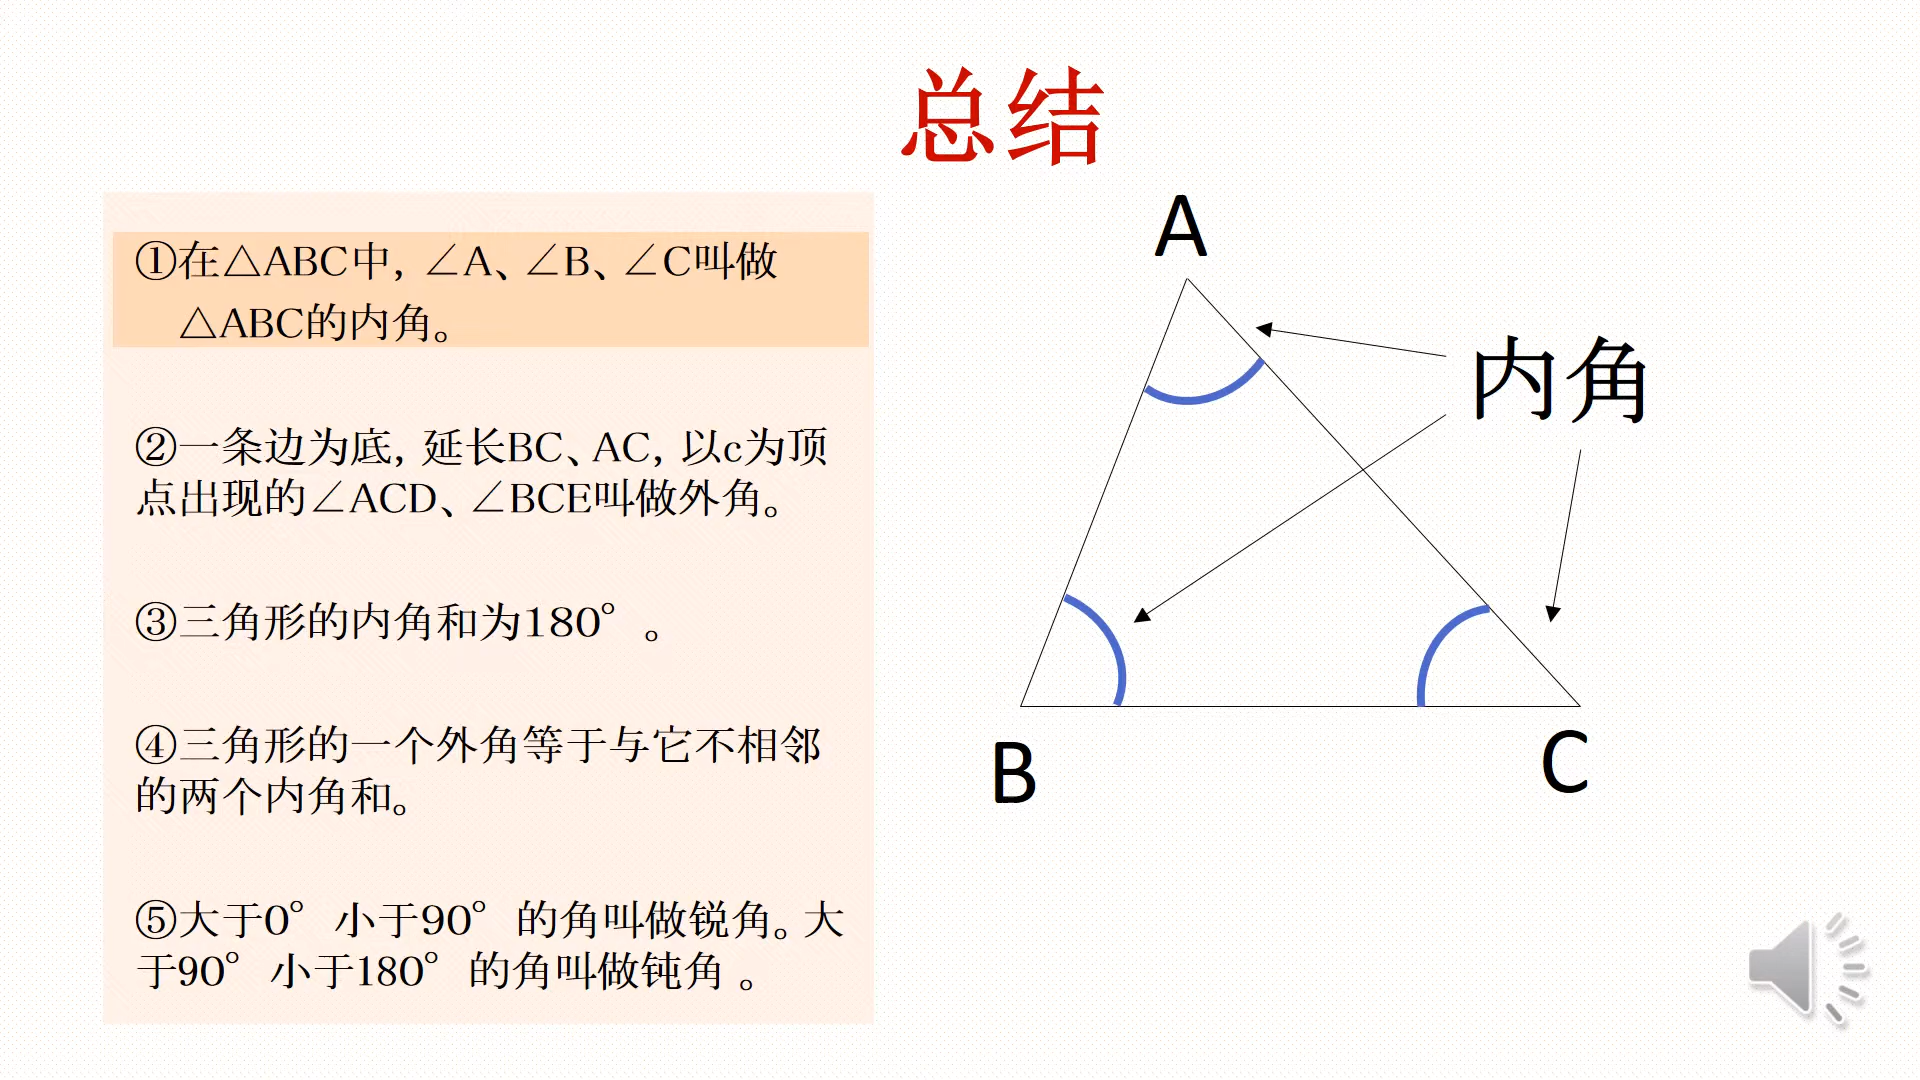 总结
①在△ABC中，∠A、∠B、∠C叫做
△ABC的内角。
②一条边为底，延长BC、AC，以c为顶
点出现的∠ACD、∠BCE叫做外角。
③三角形的内角和为180° 。
④三角形的一个外角等于与它不相邻
的两个内角和。
⑤大于0° 小于90° 的角叫做锐角。大
于90° 小于180° 的角叫做钝角 。
A
内角
B
C